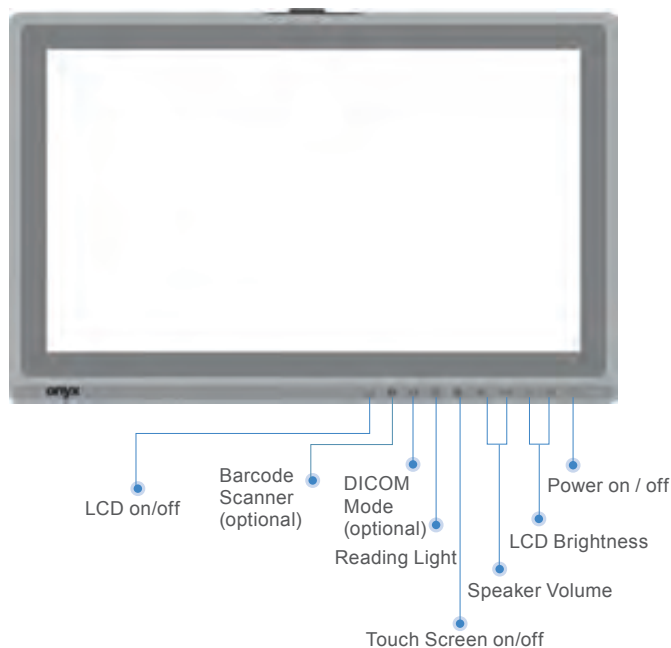 onyx
LCD on/off
Barcode
Scanner
(optional)
DICOM
Mode
(optional)
Reading Light
Touch Screen on/off
Speaker Volume
LCD Brightness
Power on / off